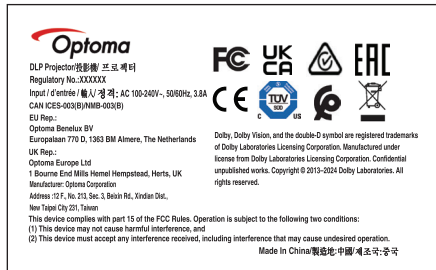 Optoma
DLP Projector/投影機/ 프로젝터
Regulatory No.:XXXXXX
Input / d'entrée / 輸入/ 정격: AC 100-240V~, 50/60Hz, 3.8A
CAN ICES-003(B)/NMB-003(B)
EU Rep.:
Optoma Benelux BV
Europalaan 770 D, 1363 BM Almere, The Netherlands
UK Rep.:
Optoma Europe Ltd
1 Bourne End Mills Hemel Hempstead, Herts, UK
Manufacturer: Optoma Corporation
Address :12 F., No. 213, Sec. 3, Beixin Rd., Xindian Dist.,
New Taipei City 231, Taiwan
FC
UK
CA
EAC
CE
TÜV
SÜD
C US
Dolby, Dolby Vision, and the double-D symbol are registered trademarks
of Dolby Laboratories Licensing Corporation. Manufactured under
license from Dolby Laboratories Licensing Corporation. Confidential
unpublished works. Copyright © 2013–2024 Dolby Laboratories. All
rights reserved.
This device complies with part 15 of the FCC Rules. Operation is subject to the following two conditions:
(1) This device may not cause harmful interference, and
(2) This device must accept any interference received, including interference that may cause undesired operation.
Made In China/製造地:中國/제조국:중국